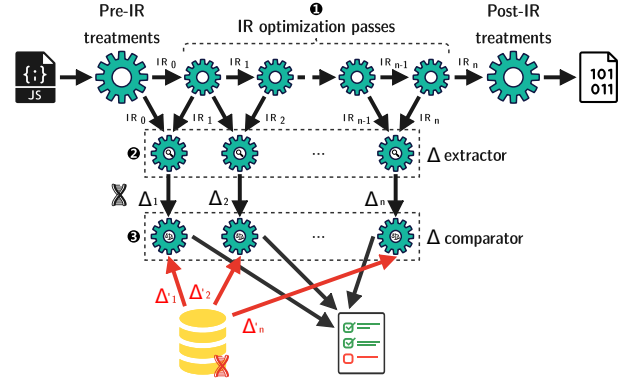 ❶
Pre-IR
treatments
IR optimization passes
Post-IR
treatments
{;}
JS
IR 0
IR 1
IR n-1
IR n
101
011
IR 0
IR 1
IR 2
IR n-1
IR n
❷
...
Δ extractor
Δ1
Δ2
Δn
❸
...
Δ comparator
Δ'1
Δ'2
Δ'n